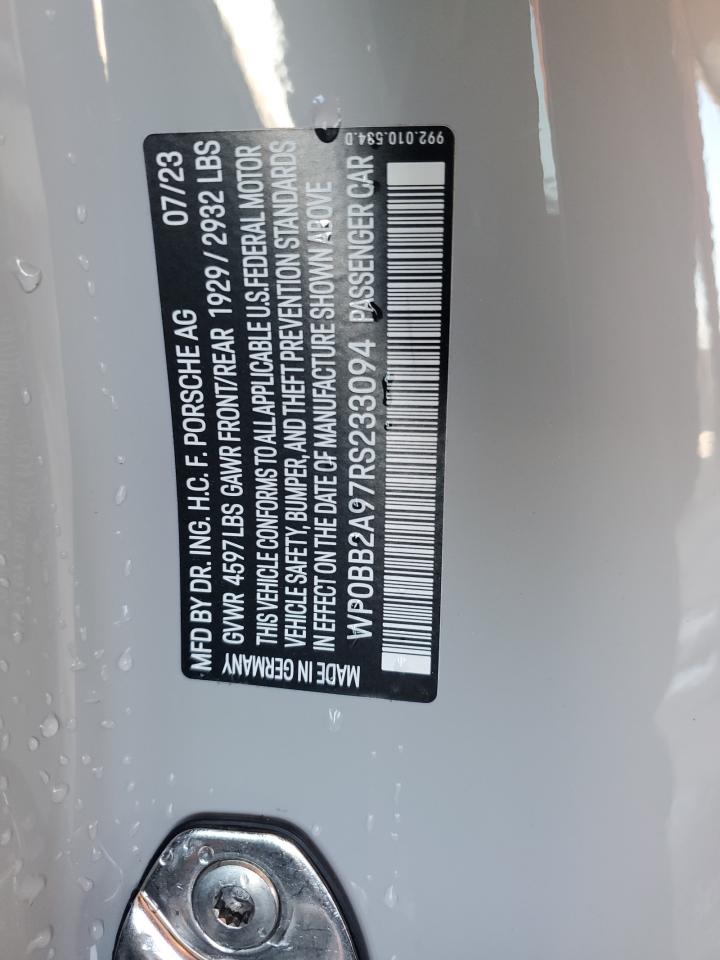 MFD BY DR. ING. H.C. F. PORSCHE AG 07/23
GVWR 4597LBS GAWR FRONT/REAR 1929/2932 LBS
THIS VEHICLE CONFORMS TO ALL APPLICABLE U.S. FEDERAL MOTOR
VEHICLE SAFETY, BUMPER, AND THEFT PREVENTION STANDARDS
IN EFFECT ON THE DATE OF MANUFACTURE SHOWN ABOVE
MADE IN GERMANY
WP0BB2A97RS233094 PASSENGER CAR
992.010.534.D